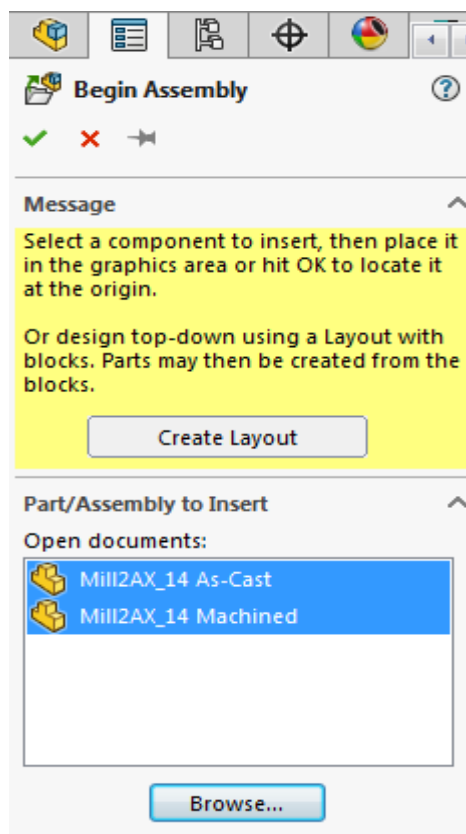 Begin Assembly
Message
Select a component to insert, then place it
in the graphics area or hit OK to locate it
at the origin.
Or design top-down using a Layout with
blocks. Parts may then be created from the
blocks.
Create Layout
Part/Assembly to Insert
Open documents:
Mill2AX_14 As-Cast
Mill2AX_14 Machined
Browse...